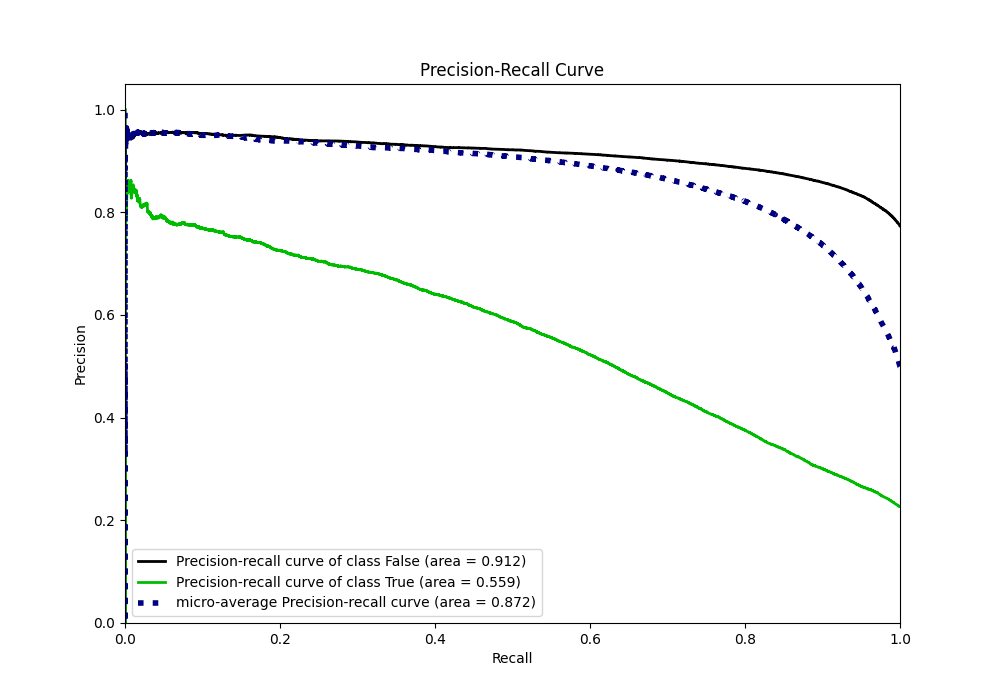 Precision-Recall Curve
1.0
0.8
0.6
0.4
0.2
0.0
Precision
Precision-recall curve of class False (area = 0.912)
Precision-recall curve of class True (area = 0.559)
micro-average Precision-recall curve (area = 0.872)
0.0 0.2 0.4 0.6 0.8 1.0
Recall